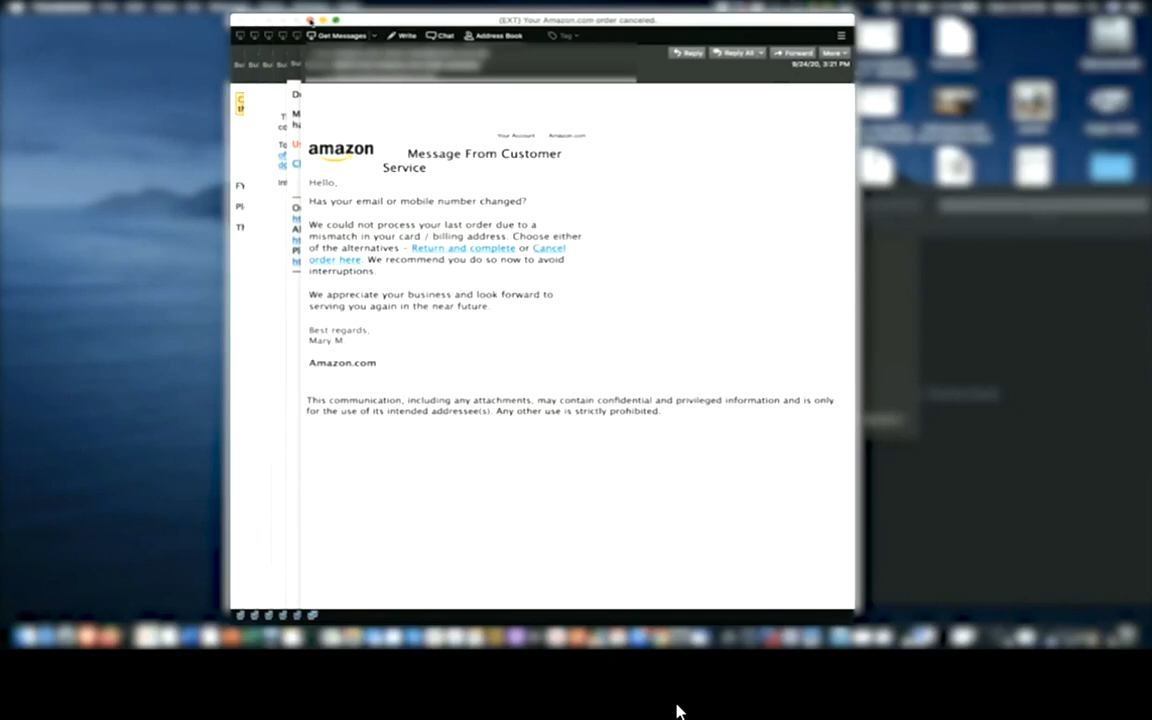 (EXT) Your Amazon.com order canceled.
Get Messages Write Chat Address Book Tag
Reply Reply All Forward More
9/24/20, 3:21 PM
Your Account Amazon.com
amazon
Message From Customer
Service
Hello,
Has your email or mobile number changed?
We could not process your last order due to a
mismatch in your card / billing address. Choose either
of the alternatives - Return and complete or Cancel
order here. We recommend you do so now to avoid
interruptions.
We appreciate your business and look forward to
serving you again in the near future.
Best regards,
Mary M
Amazon.com
This communication, including any attachments, may contain confidential and privileged information and is only
for the use of its intended addressee(s). Any other use is strictly prohibited.